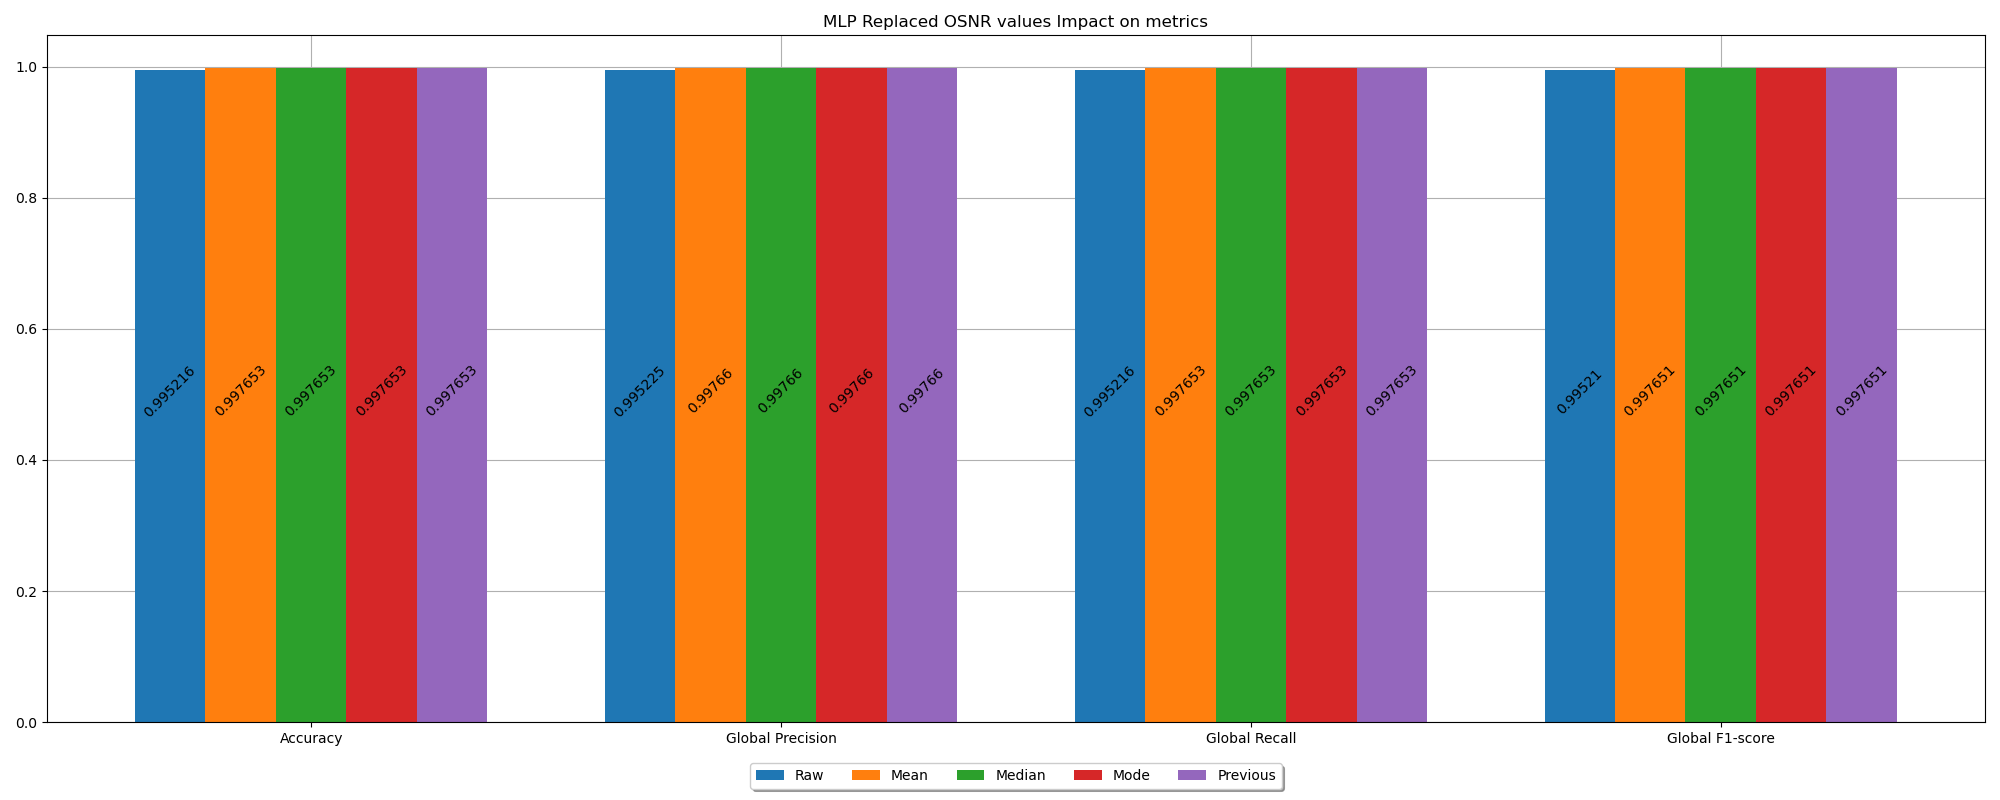 MLP Replaced OSNR values Impact on metrics
1.0
0.8
0.6
0.4
0.2
0.0
0.995216 0.997653 0.997653 0.997653 0.997653
0.995225 0.99766 0.99766 0.99766 0.99766
0.995216 0.997653 0.997653 0.997653 0.997653
0.99521 0.997651 0.997651 0.997651 0.997651
Accuracy Global Precision Global Recall Global F1-score
Raw Mean Median Mode Previous